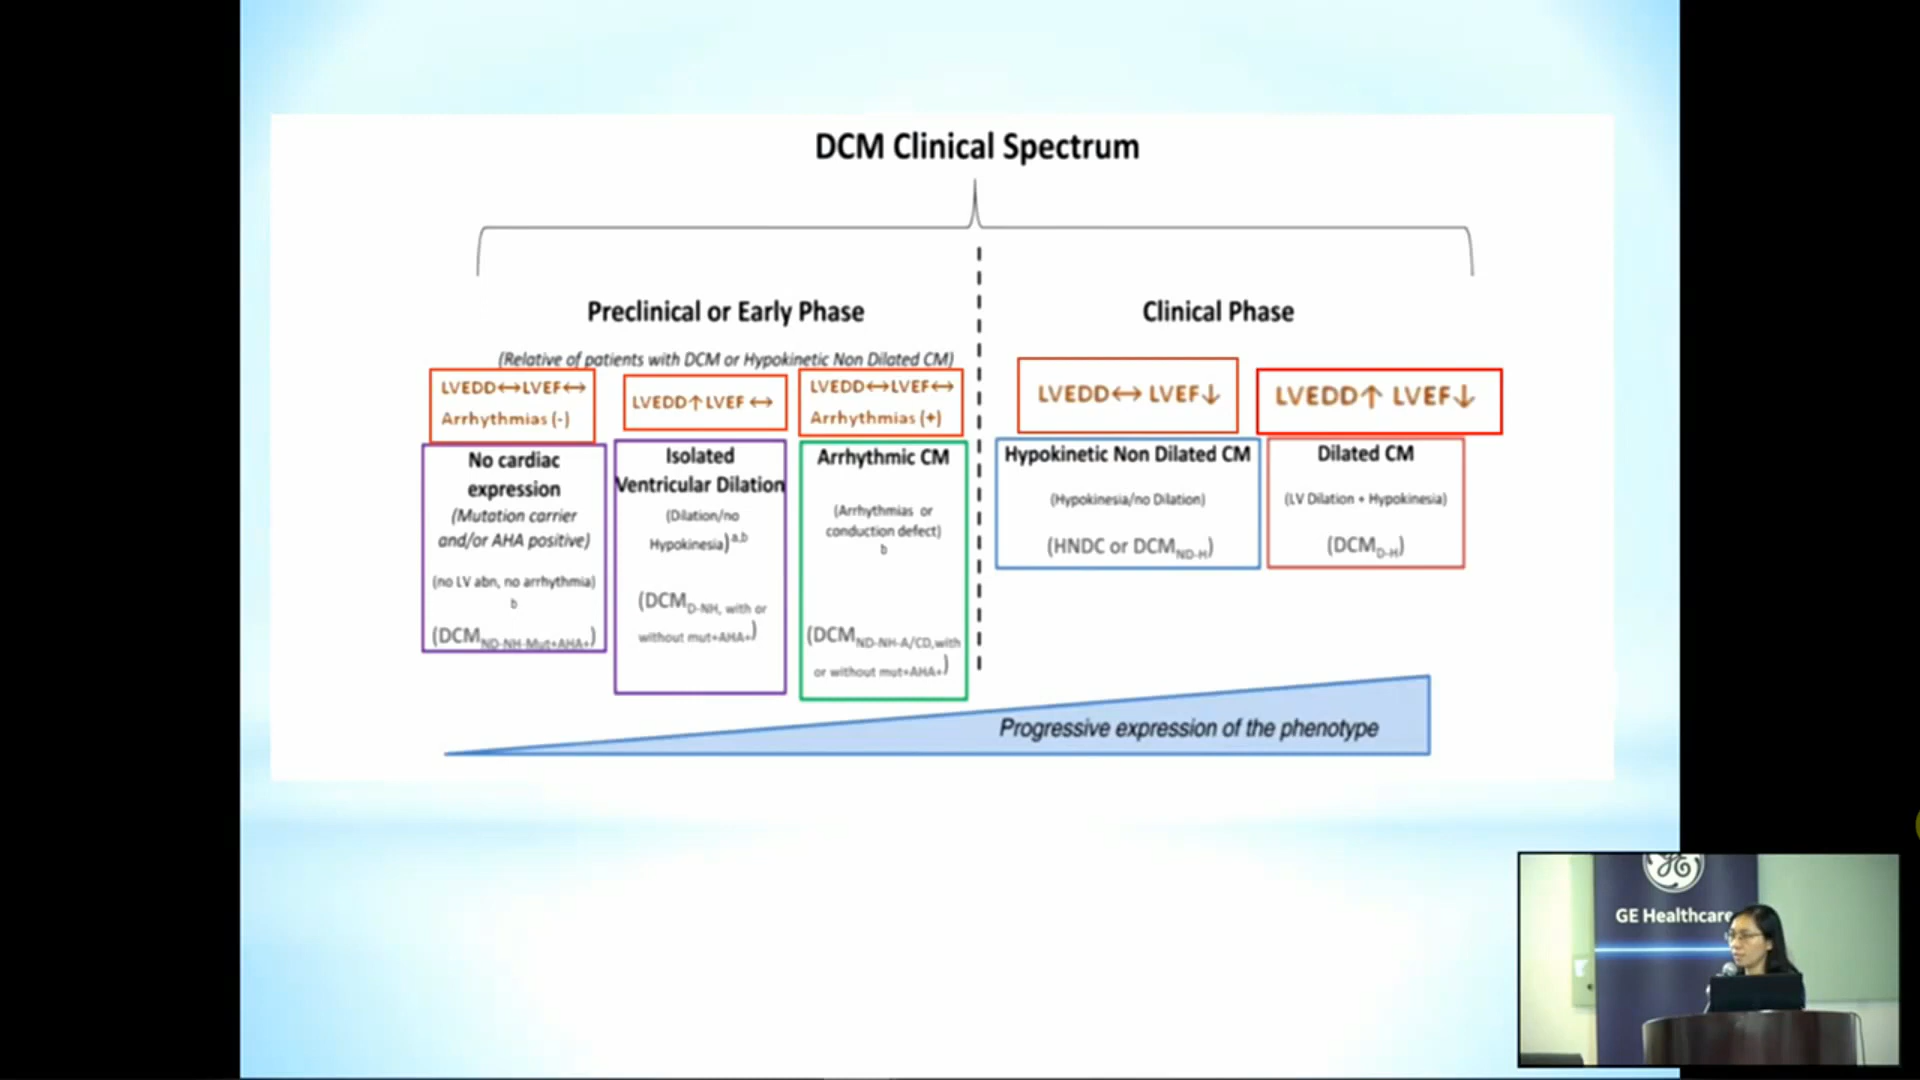 DCM Clinical Spectrum
Preclinical or Early Phase
(Relative of patients with DCM or Hypokinetic Non Dilated CM)
LVEDD↔LVEF↔
Arrhythmias (-)
No cardiac
expression
(Mutation carrier
and/or AHA positive)
(no LV abn, no arrhythmia)
b
(DCM ND-NH-Mut+AHA+)
LVEDD↑LVEF ↔
Isolated
Ventricular Dilation
(Dilation/no
Hypokinesia) a,b
(DCM D-NH, with or
without mut+AHA+)
LVEDD↔LVEF↔
Arrhythmias (+)
Arrhythmic CM
(Arrhythmias or
conduction defect)
b
(DCM ND-NH-A/CD,with
or without mut+AHA+)
Clinical Phase
LVEDD↔ LVEF↓
Hypokinetic Non Dilated CM
(Hypokinesia/no Dilation)
(HNDC or DCM ND-H)
LVEDD↑ LVEF↓
Dilated CM
(LV Dilation + Hypokinesia)
(DCM D-H)
Progressive expression of the phenotype
GE Healthcare